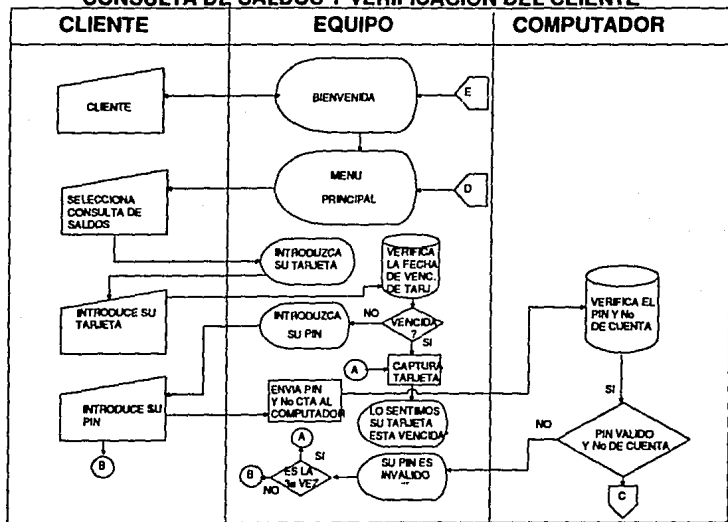 CONSULTA DE SALDOS Y VERIFICACION DEL CLIENTE
CLIENTE
EQUIPO
COMPUTADOR
CLIENTE
BIENVENIDA
E
MENU
PRINCIPAL
D
SELECCIONA
CONSULTA DE
SALDOS
INTRODUZCA
SU TARJETA
VERIFICA
LA FECHA
DE VENC.
DE TARJ.
VERIFICA EL
PIN Y No
DE CUENTA
INTRODUCE SU
TARJETA
INTRODUZCA
SU PIN
NO
VENCIDA
?
SI
A
CAPTURA
TARJETA
SI
INTRODUCE SU
PIN
ENVIA PIN
Y No CTA AL
COMPUTADOR
LO SENTIMOS
SU TARJETA
ESTA VENCIDA
NO
PIN VALIDO
Y No DE CUENTA
B
A
SI
B
NO
ES LA
3a VEZ
SU PIN ES
INVALIDO
C